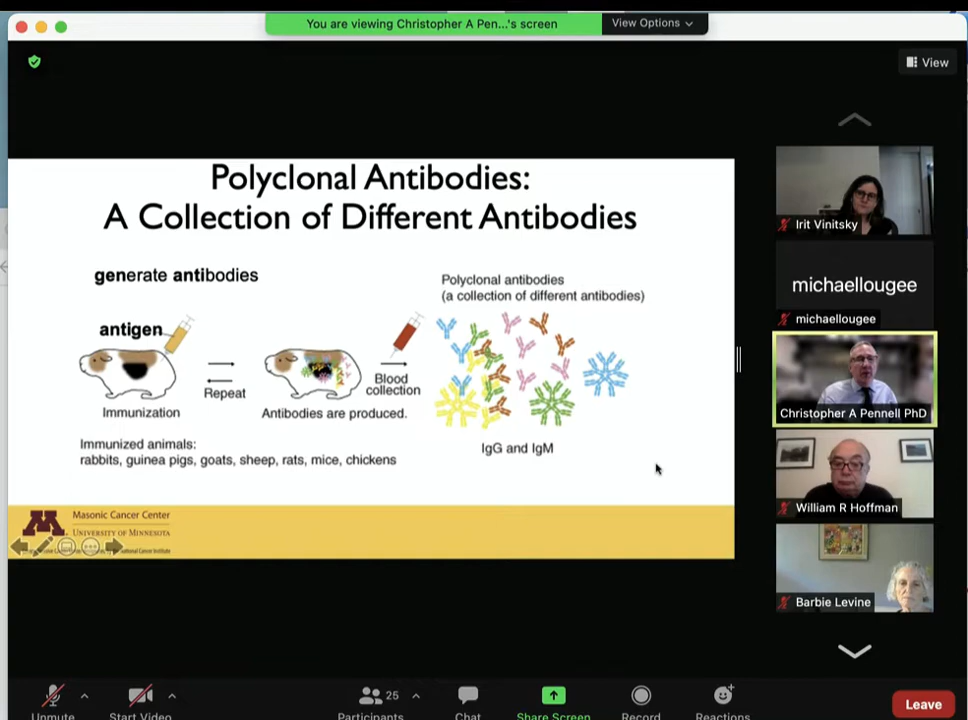 You are viewing Christopher A Pen...'s screen
View Options
View
Polyclonal Antibodies:
A Collection of Different Antibodies
generate antibodies
Polyclonal antibodies
(a collection of different antibodies)
antigen
Repeat
Blood
collection
Immunization
Antibodies are produced.
IgG and IgM
Immunized animals:
rabbits, guinea pigs, goats, sheep, rats, mice, chickens
M
Masonic Cancer Center
UNIVERSITY OF MINNESOTA
National Cancer Institute
Irit Vinitsky
michaellougee
michaellougee
Christopher A Pennell PhD
William R Hoffman
Barbie Levine
Unmute
Start Video
25
Participants
Chat
Share Screen
Record
Reactions
Leave